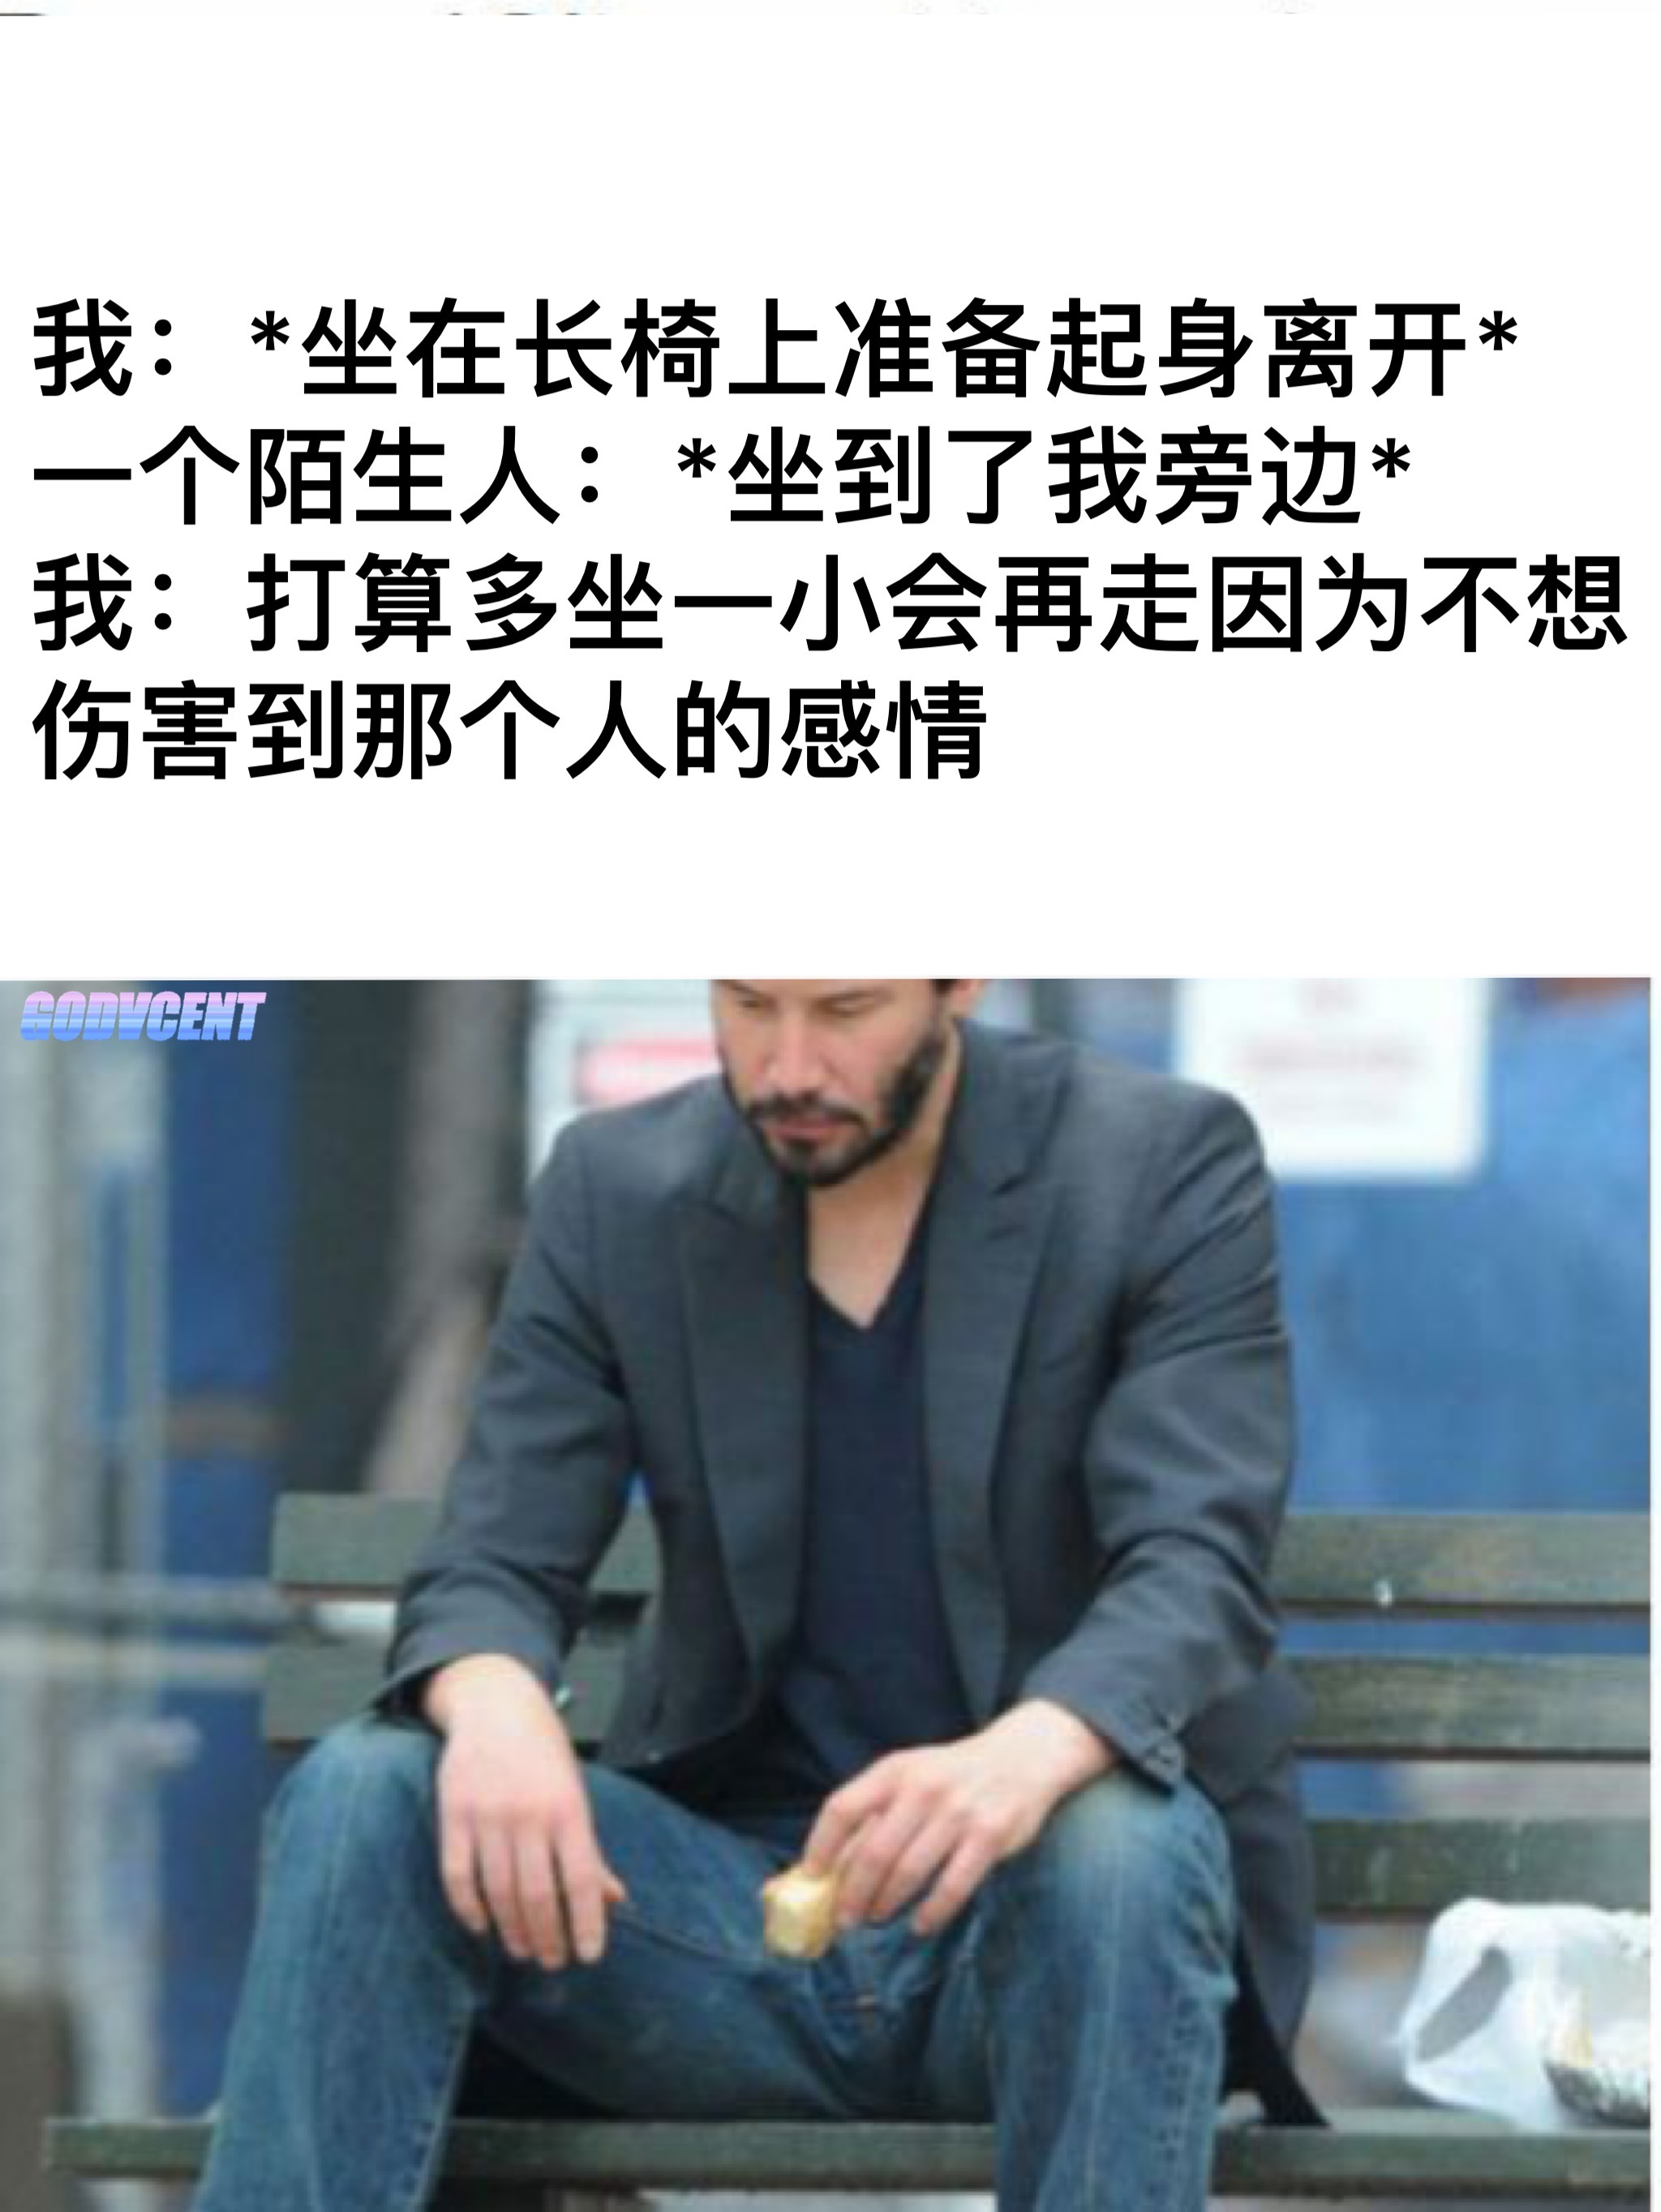 我：*坐在长椅上准备起身离开*
一个陌生人：*坐到了我旁边*
我：打算多坐一小会再走因为不想
伤害到那个人的感情
GODVCENT